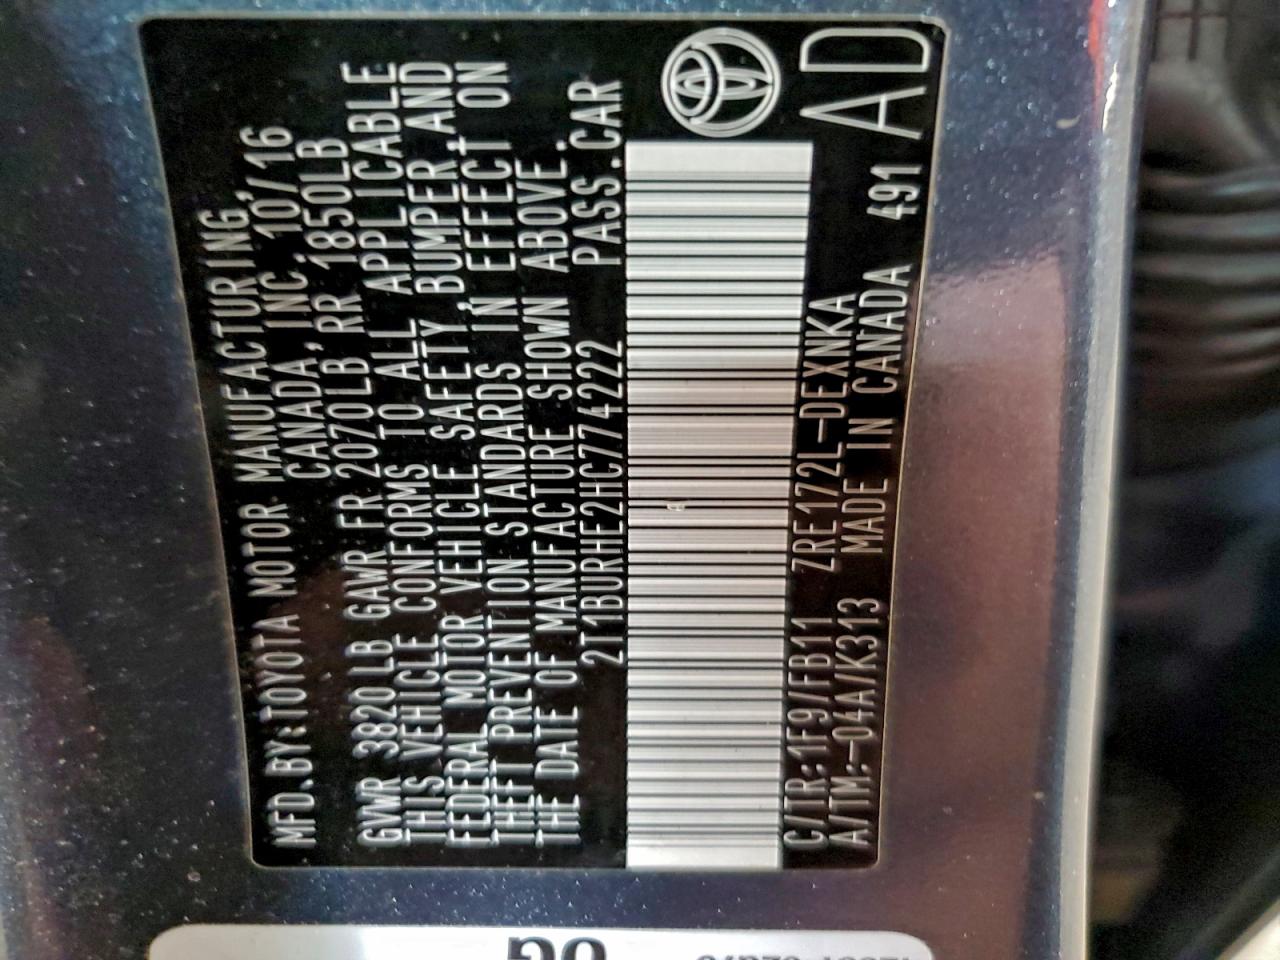 MFD.BY:TOYOTA MOTOR MANUFACTURING,
CANADA, INC. 10/16
GVWR 3820 LB GAWR FR 2070LB RR 1850LB
THIS VEHICLE CONFORMS TO ALL APPLICABLE
FEDERAL MOTOR VEHICLE SAFETY, BUMPER, AND
THEFT PREVENTION STANDARDS IN EFFECT ON
THE DATE OF MANUFACTURE SHOWN ABOVE.
2T1BURHE2HC774222 PASS.CAR
C/TR:1F9/FB11 ZRE172L-DEXNKA
A/TM:-04A/K313 MADE IN CANADA 491
AD